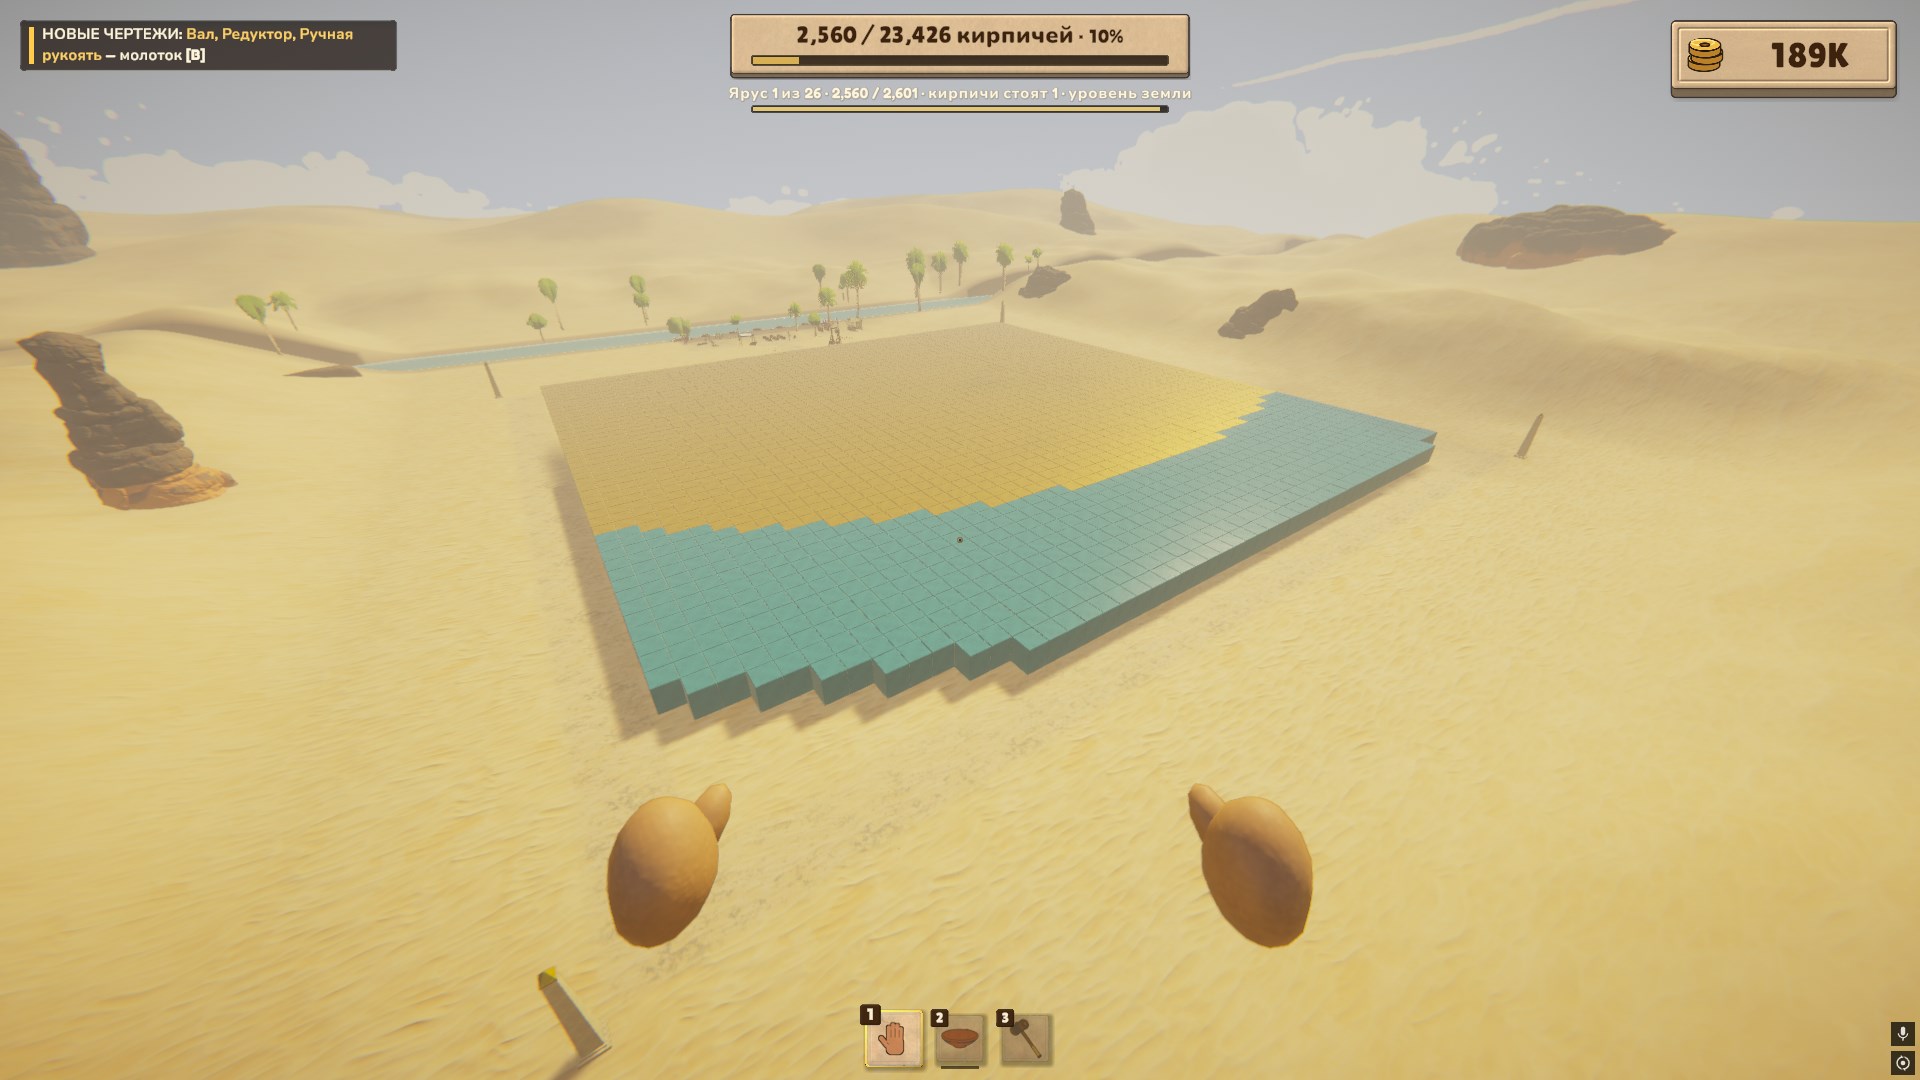 НОВЫЕ ЧЕРТЕЖИ: Вал, Редуктор, Ручная
рукоять — молоток [B]
2,560 / 23,426 кирпичей · 10%
Ярус 1 из 26 · 2,560 / 2,601 · кирпичи стоят 1 · уровень земли
189K
1
2
3